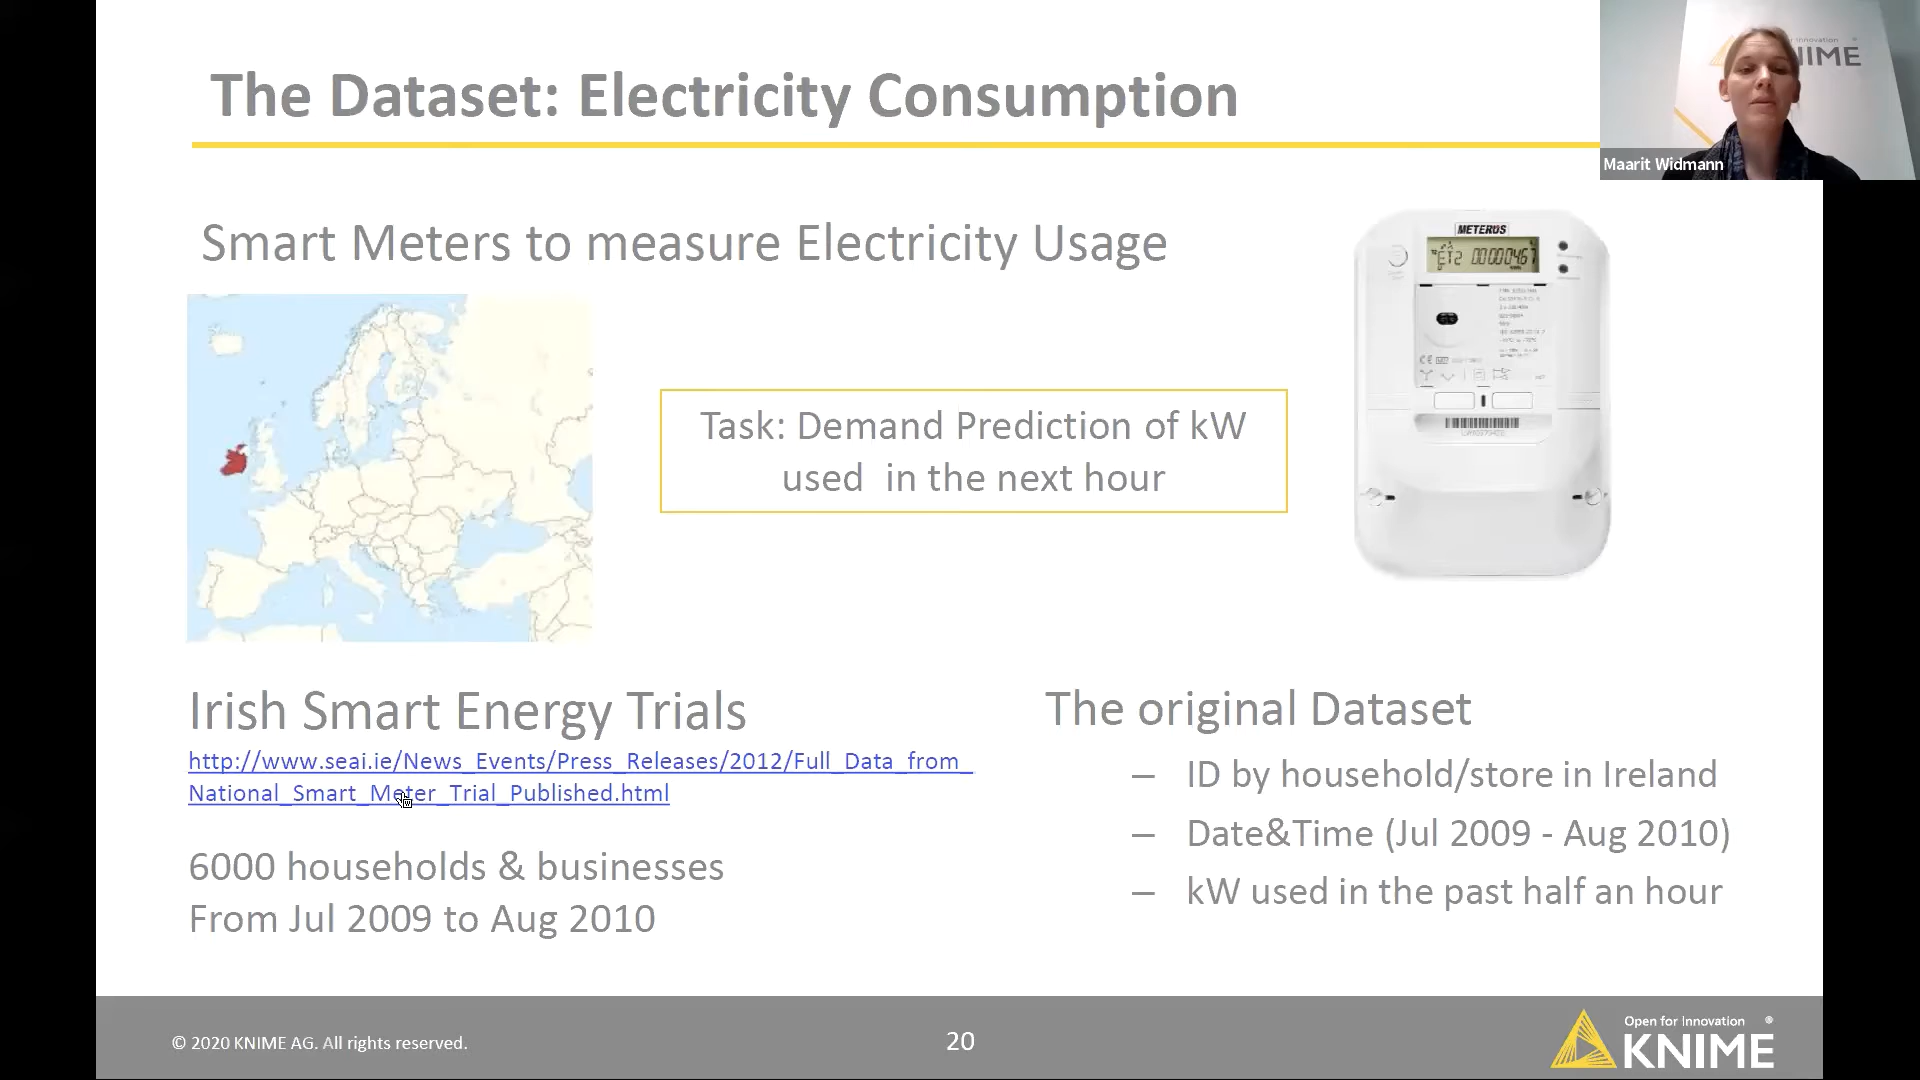 The Dataset: Electricity Consumption
KNIME
Maarit Widmann
Smart Meters to measure Electricity Usage
METERUS
Task: Demand Prediction of kW
used in the next hour
Irish Smart Energy Trials
http://www.seai.ie/News_Events/Press_Releases/2012/Full_Data_from_
National_Smart_Meter_Trial_Published.html
6000 households & businesses
From Jul 2009 to Aug 2010
The original Dataset
– ID by household/store in Ireland
– Date&Time (Jul 2009 - Aug 2010)
– kW used in the past half an hour
© 2020 KNIME AG. All rights reserved.
20
Open for Innovation ®
KNIME